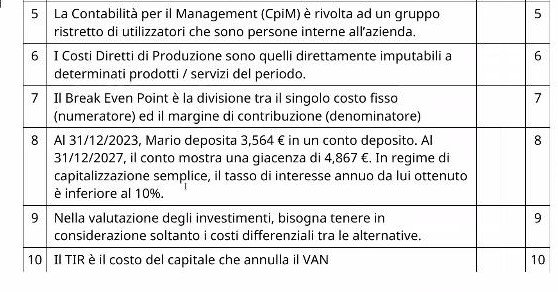 5 La Contabilità per il Management (CpiM) è rivolta ad un gruppo 5
ristretto di utilizzatori che sono persone interne all'azienda.
6 I Costi Diretti di Produzione sono quelli direttamente imputabili a 6
determinati prodotti / servizi del periodo.
7 Il Break Even Point è la divisione tra il singolo costo fisso 7
(numeratore) ed il margine di contribuzione (denominatore)
8 Al 31/12/2023, Mario deposita 3,564 € in un conto deposito. Al 8
31/12/2027, il conto mostra una giacenza di 4,867 €. In regime di
capitalizzazione semplice, il tasso di interesse annuo da lui ottenuto
è inferiore al 10%.
9 Nella valutazione degli investimenti, bisogna tenere in 9
considerazione soltanto i costi differenziali tra le alternative.
10 Il TIR è il costo del capitale che annulla il VAN 10